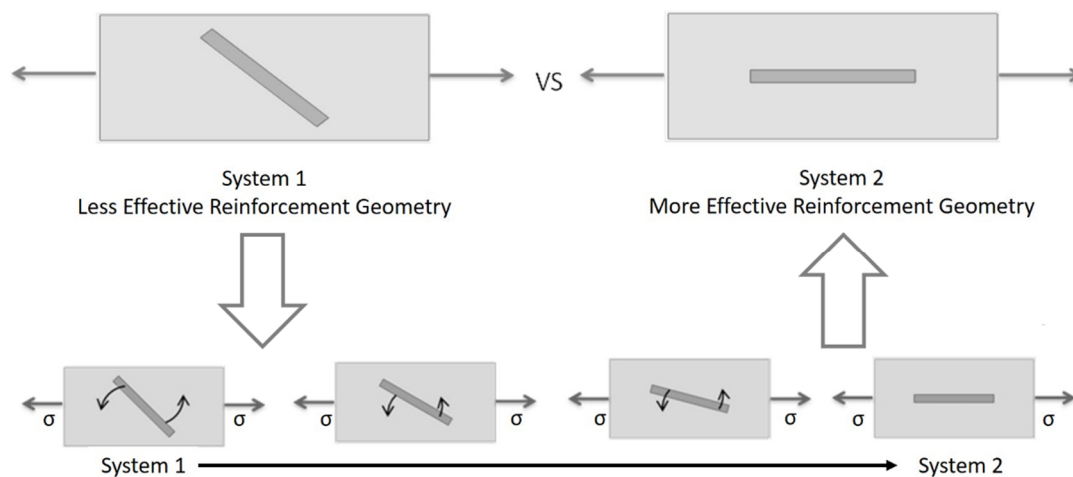 VS
System 1
Less Effective Reinforcement Geometry
System 2
More Effective Reinforcement Geometry
σ σ
σ σ
σ σ
σ σ
System 1
System 2